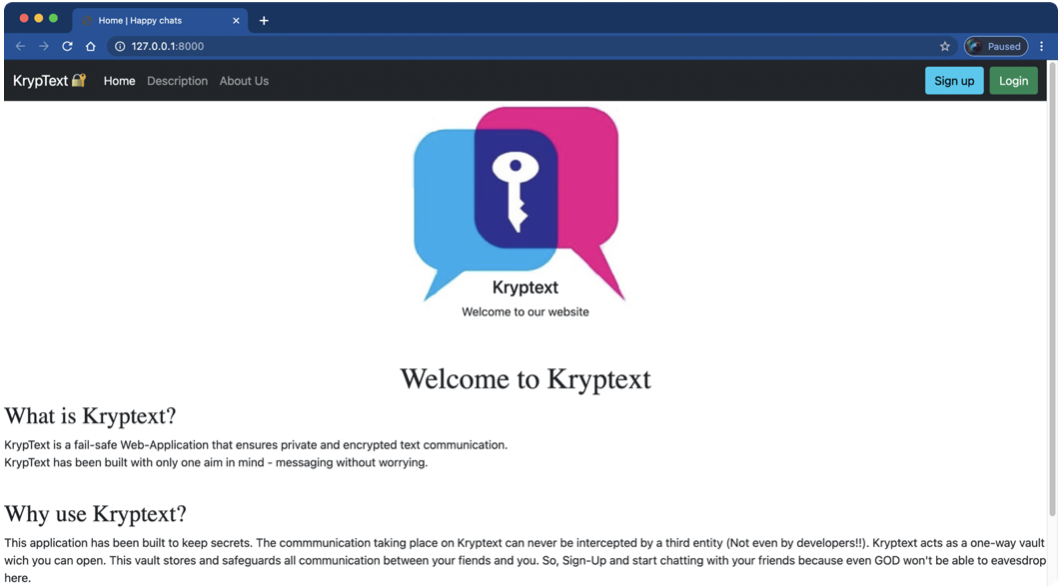 Home | Happy chats
127.0.0.1:8000
Paused
KrypText Home Description About Us Sign up Login
Kryptext
Welcome to our website
Welcome to Kryptext
What is Kryptext?
KrypText is a fail-safe Web-Application that ensures private and encrypted text communication.
KrypText has been built with only one aim in mind - messaging without worrying.
Why use Kryptext?
This application has been built to keep secrets. The commmunication taking place on Kryptext can never be intercepted by a third entity (Not even by developers!!). Kryptext acts as a one-way vault
wich you can open. This vault stores and safeguards all communication between your fiends and you. So, Sign-Up and start chatting with your friends because even GOD won't be able to eavesdrop
here.